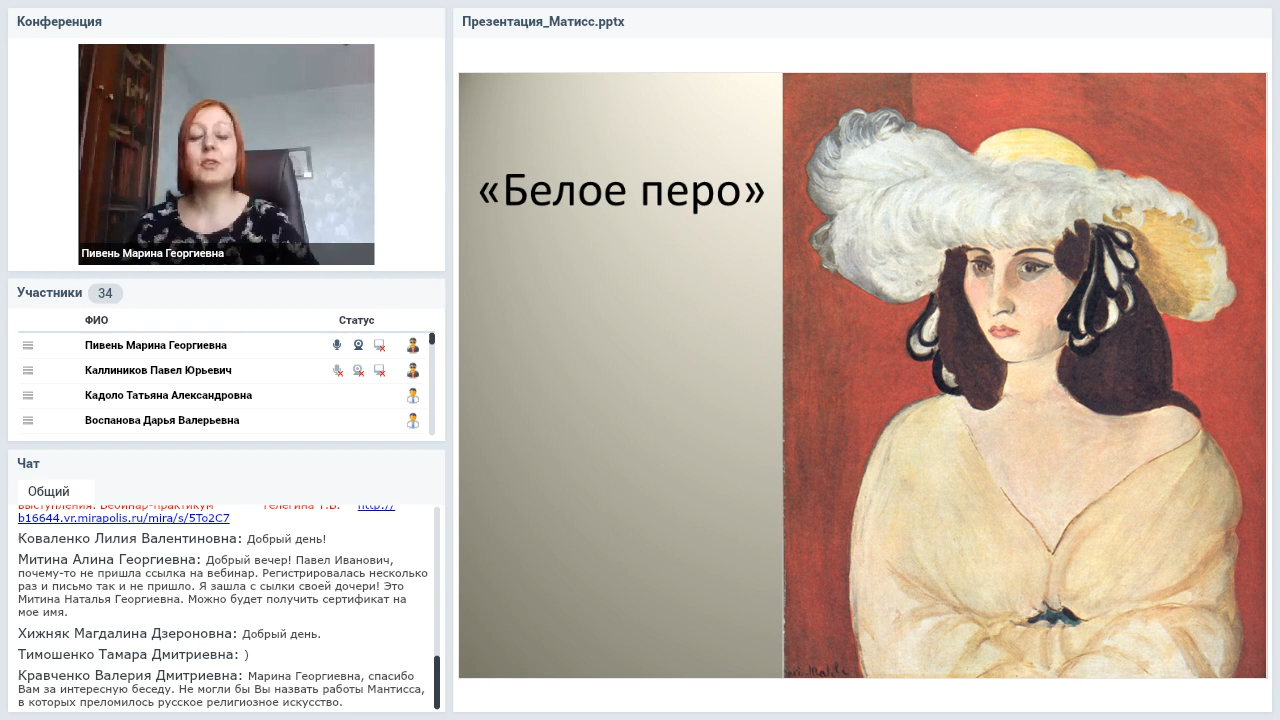 Конференция
Пивень Марина Георгиевна
Участники 34
ФИО Статус
Пивень Марина Георгиевна
Каллиников Павел Юрьевич
Кадоло Татьяна Александровна
Воспанова Дарья Валерьевна
Чат
Общий
выступления. Вебинар-практикум Телегина Т.В. http://
b16644.vr.mirapolis.ru/mira/s/5To2C7
Коваленко Лилия Валентиновна: Добрый день!
Митина Алина Георгиевна: Добрый вечер! Павел Иванович,
почему-то не пришла ссылка на вебинар. Регистрировалась несколько
раз и письмо так и не пришло. Я зашла с сылки своей дочери! Это
Митина Наталья Георгиевна. Можно будет получить сертификат на
мое имя.
Хижняк Магдалина Дзероновна: Добрый день.
Тимошенко Тамара Дмитриевна: )
Кравченко Валерия Дмитриевна: Марина Георгиевна, спасибо
Вам за интересную беседу. Не могли бы Вы назвать работы Мантисса,
в которых преломилось русское религиозное искусство.
Презентация_Матисс.pptx
«Белое перо»